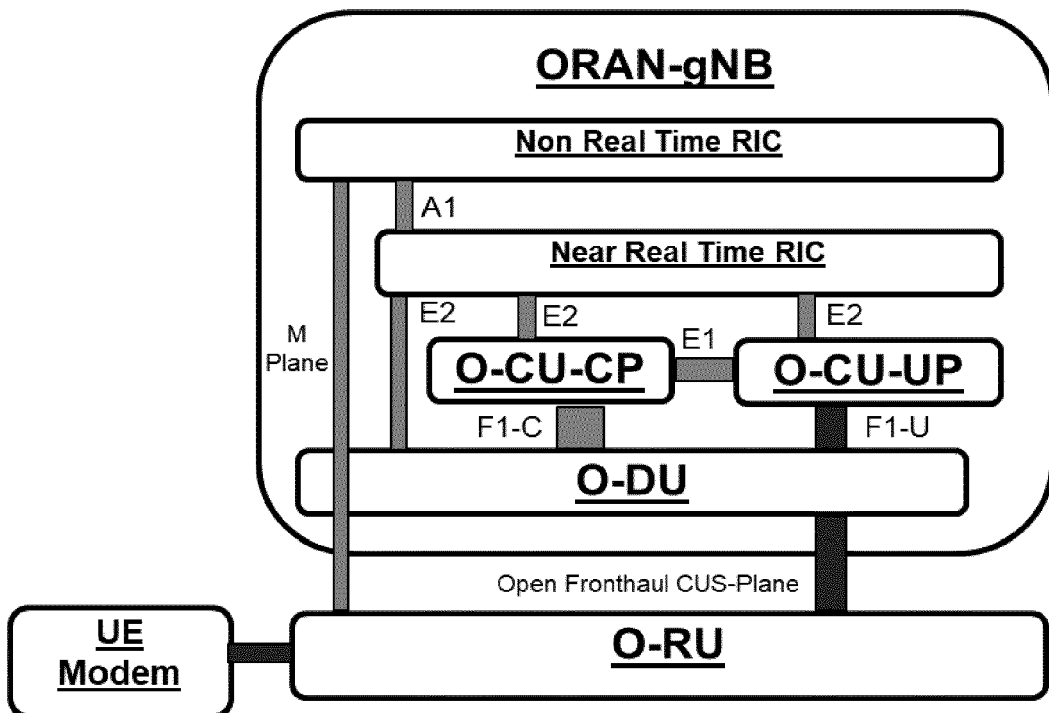 ORAN-gNB
Non Real Time RIC
A1
Near Real Time RIC
M
Plane
E2
E2
E2
E1
O-CU-CP
O-CU-UP
F1-C
F1-U
O-DU
Open Fronthaul CUS-Plane
UE
Modem
O-RU